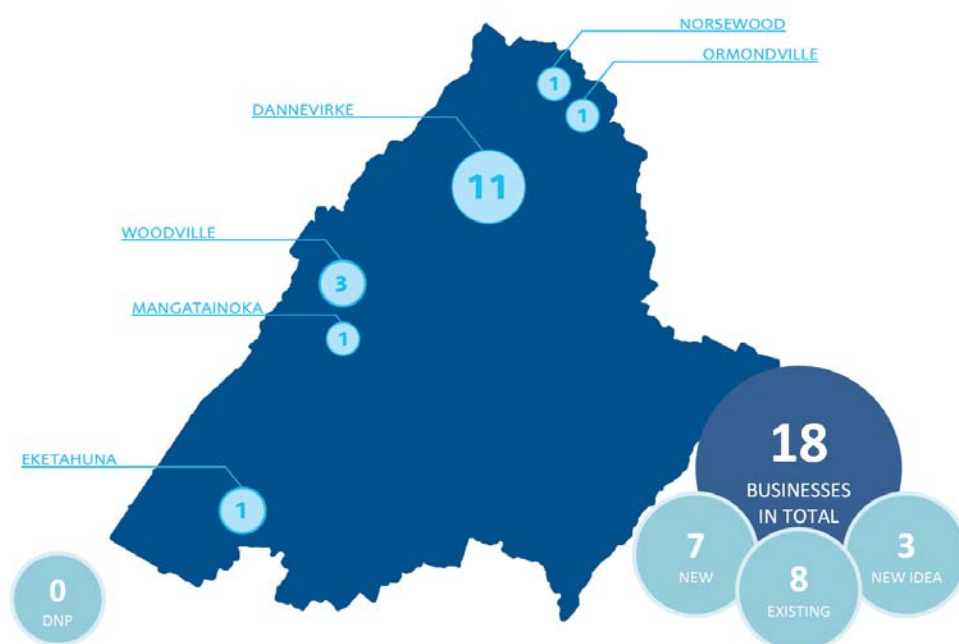 NORSEWOOD
1
ORMONDVILLE
1
DANNEVIRKE
11
WOODVILLE
3
MANGATAINOKA
1
EKETAHUNA
1
18
BUSINESSES
IN TOTAL
7
NEW
8
EXISTING
3
NEW IDEA
0
DNP